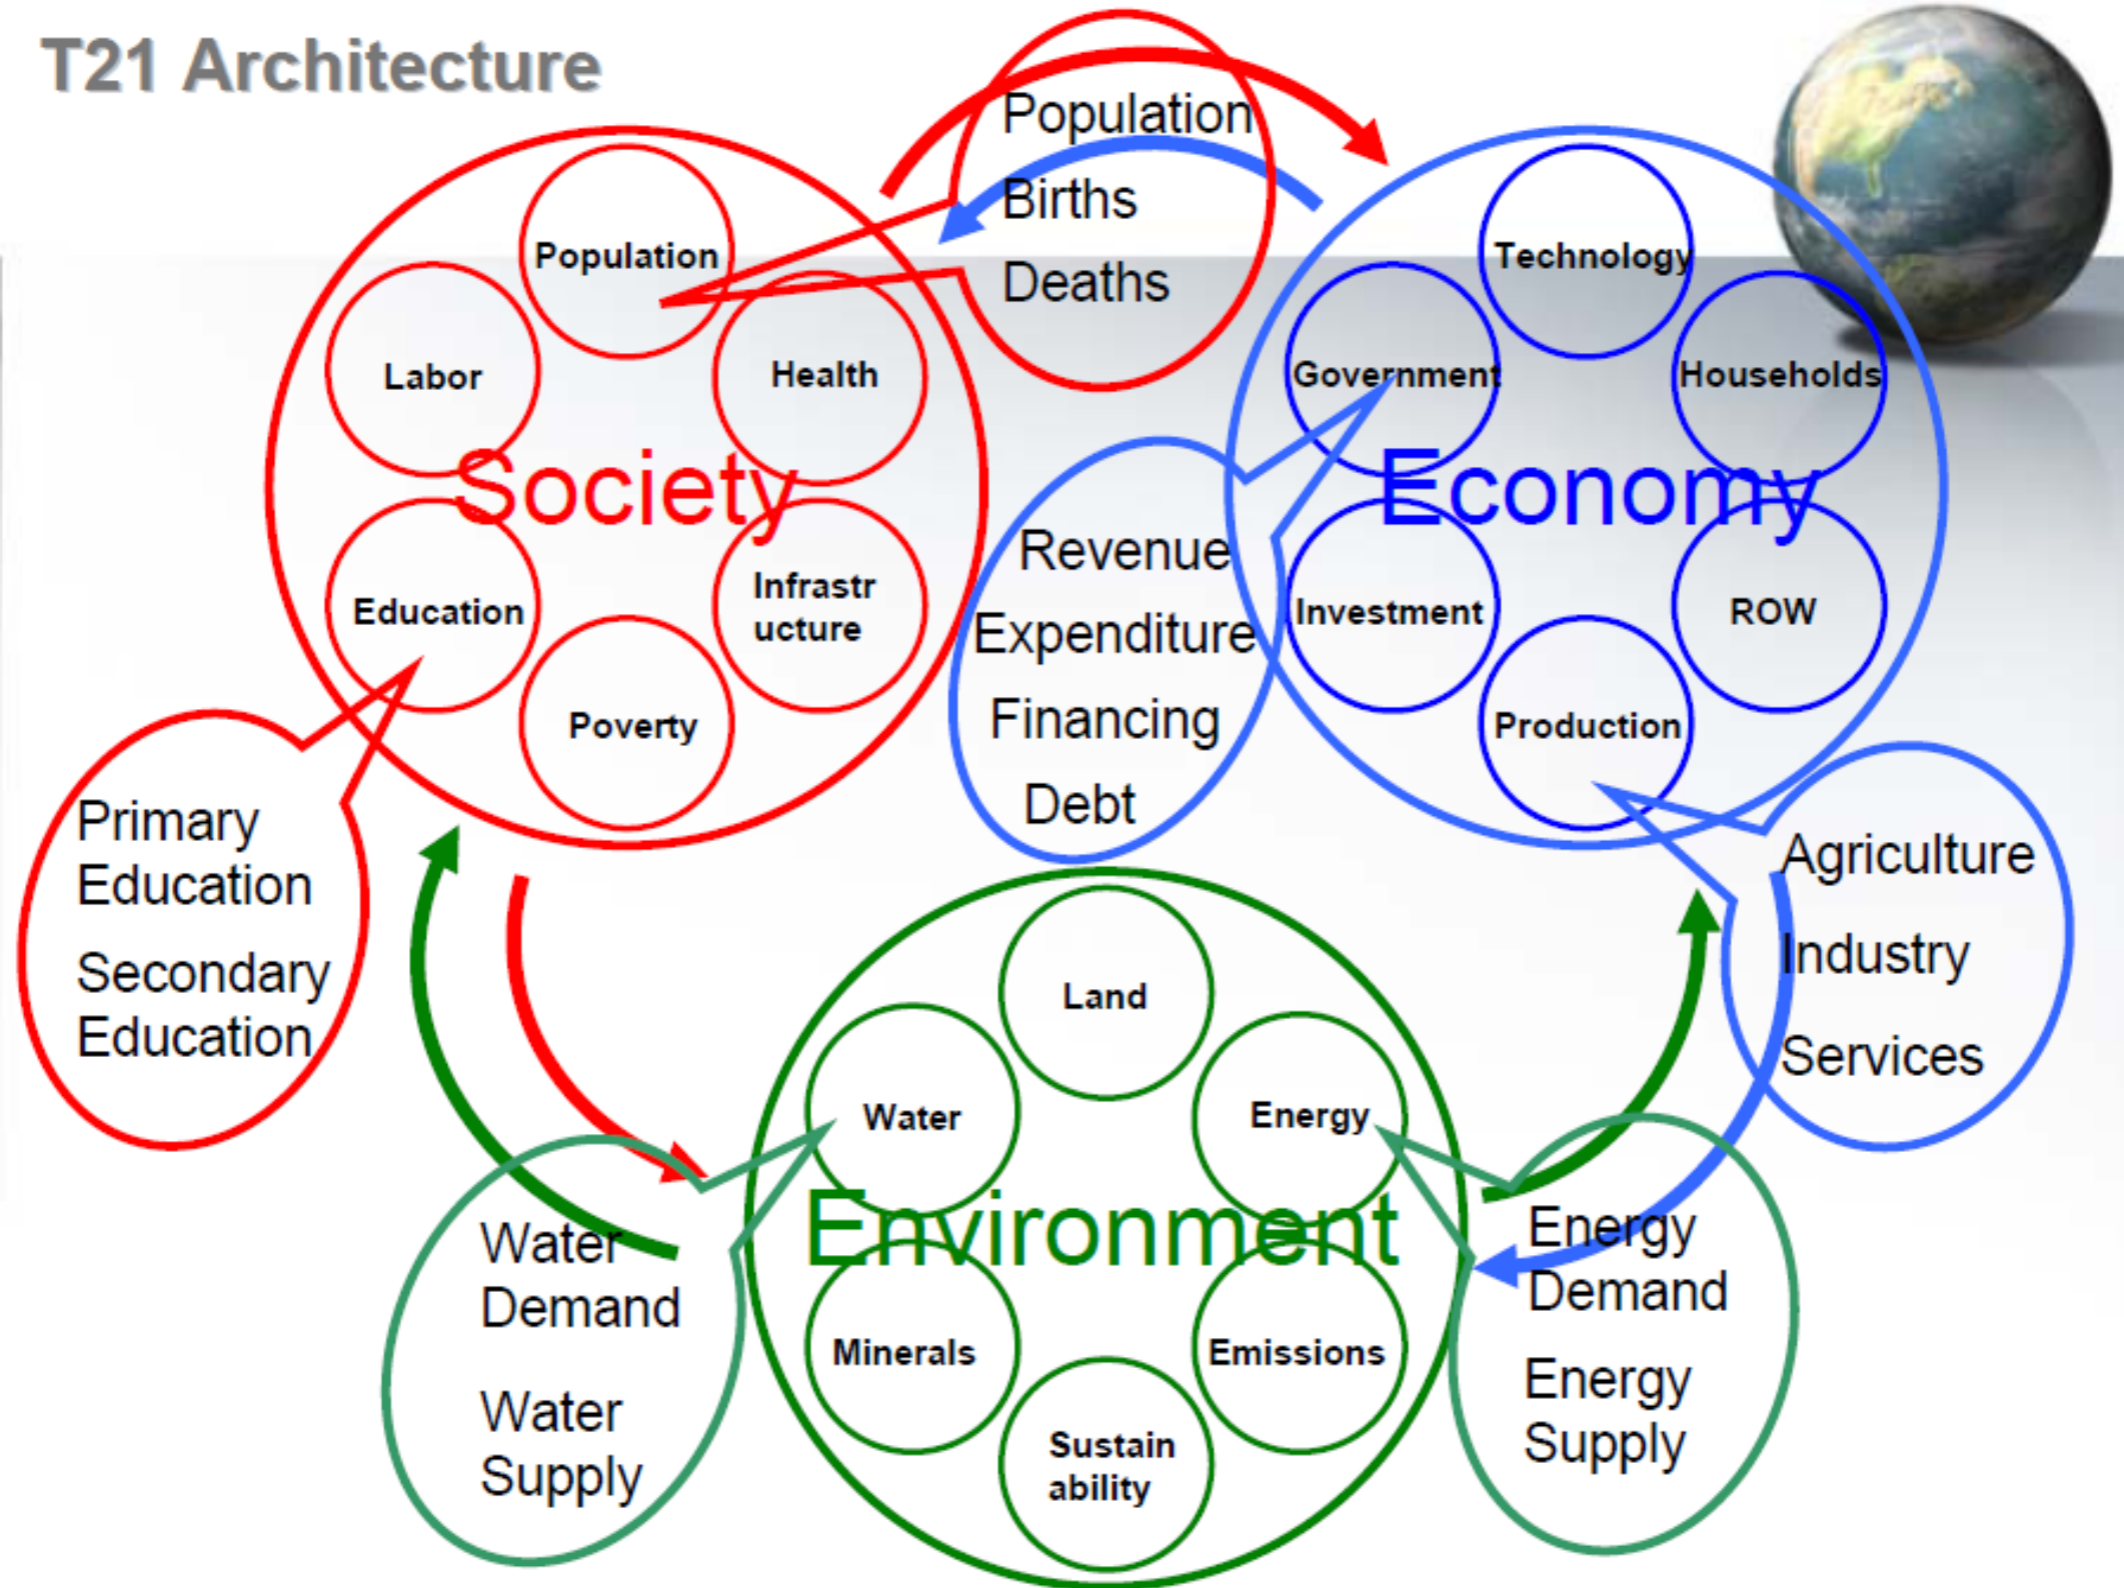 T21 Architecture
Population
Births
Deaths
Population
Labor
Health
Society
Education
Infrastr
ucture
Poverty
Technology
Government
Households
Economy
Investment
ROW
Production
Revenue
Expenditure
Financing
Debt
Primary
Education
Secondary
Education
Agriculture
Industry
Services
Land
Water
Energy
Environment
Minerals
Emissions
Sustain
ability
Water
Demand
Water
Supply
Energy
Demand
Energy
Supply